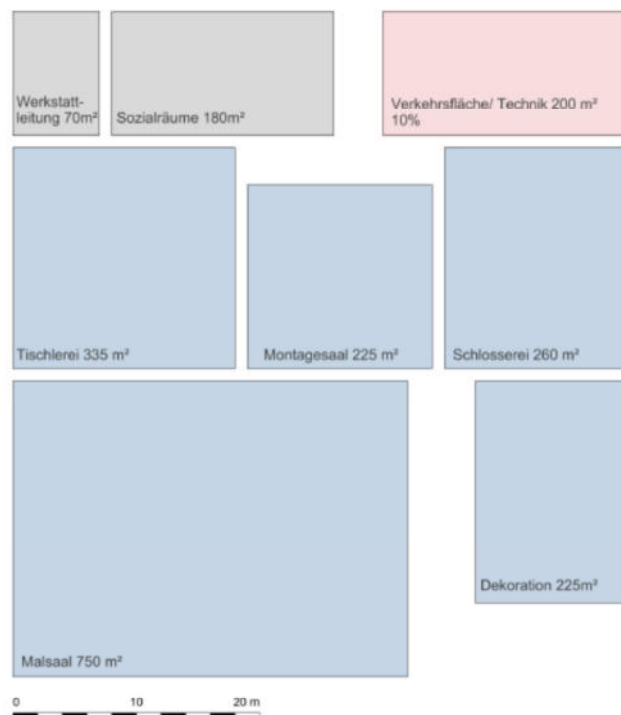 Werkstatt-
leitung 70m²
Sozialräume 180m²
Verkehrsfläche/ Technik 200 m²
10%
Tischlerei 335 m²
Montagesaal 225 m²
Schlosserei 260 m²
Dekoration 225m²
Malsaal 750 m²
0 10 20 m